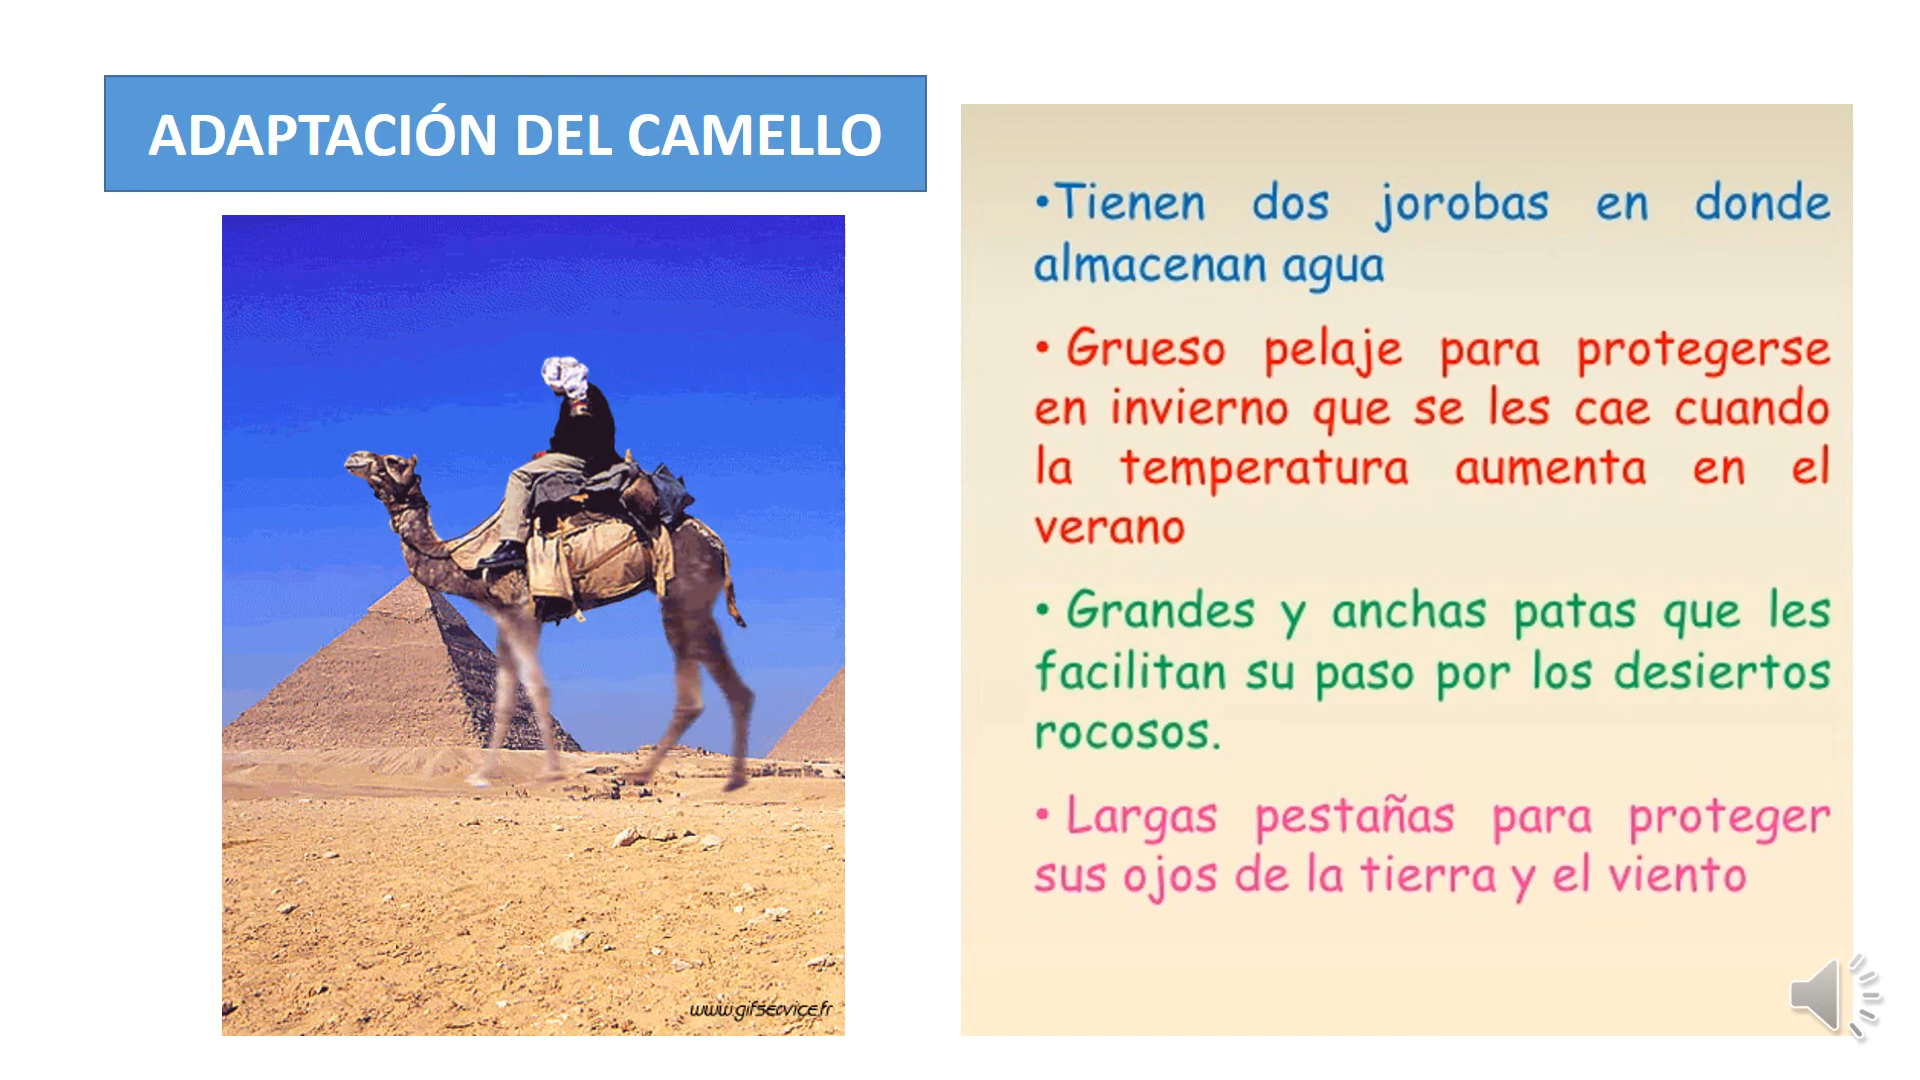 ADAPTACIÓN DEL CAMELLO
•Tienen dos jorobas en donde
almacenan agua
• Grueso pelaje para protegerse
en invierno que se les cae cuando
la temperatura aumenta en el
verano
• Grandes y anchas patas que les
facilitan su paso por los desiertos
rocosos.
• Largas pestañas para proteger
sus ojos de la tierra y el viento
www.gifservice.fr